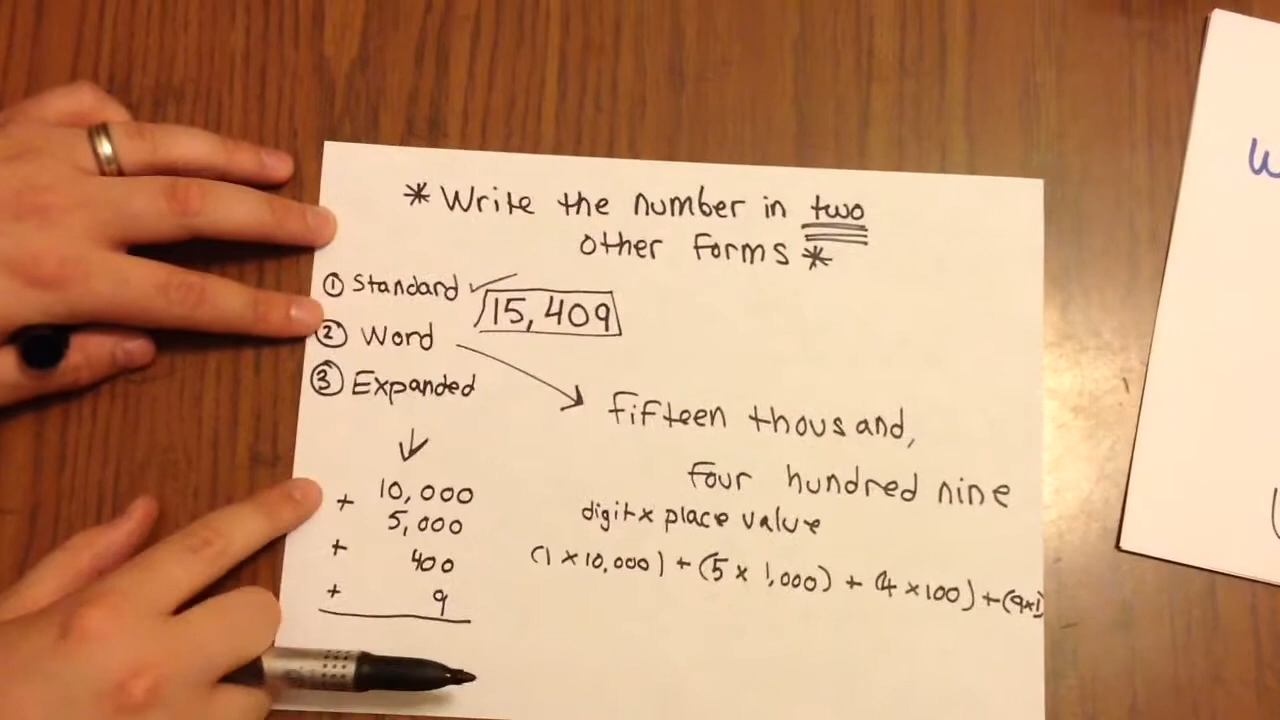 *Write the number in two
other forms*
① Standard ✓
15,409
② Word
③ Expanded
fifteen thousand,
four hundred nine
10,000
+ 5,000
+ 400
+ 9
digit x place value
(1 x 10,000) + (5 x 1,000) + (4 x 100) + (9x1)